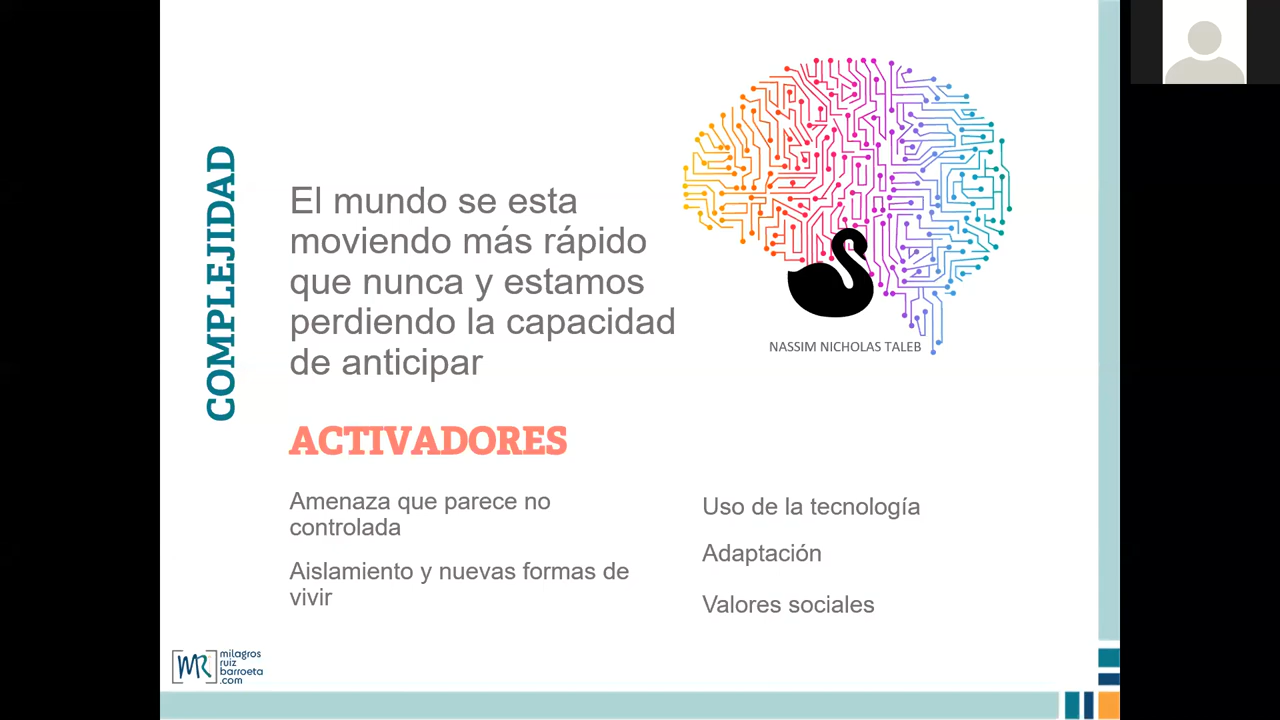 COMPLEJIDAD
El mundo se esta
moviendo más rápido
que nunca y estamos
perdiendo la capacidad
de anticipar
NASSIM NICHOLAS TALEB
ACTIVADORES
Amenaza que parece no
controlada
Aislamiento y nuevas formas de
vivir
Uso de la tecnología
Adaptación
Valores sociales
MR
milagros
ruiz
barroeta
.com